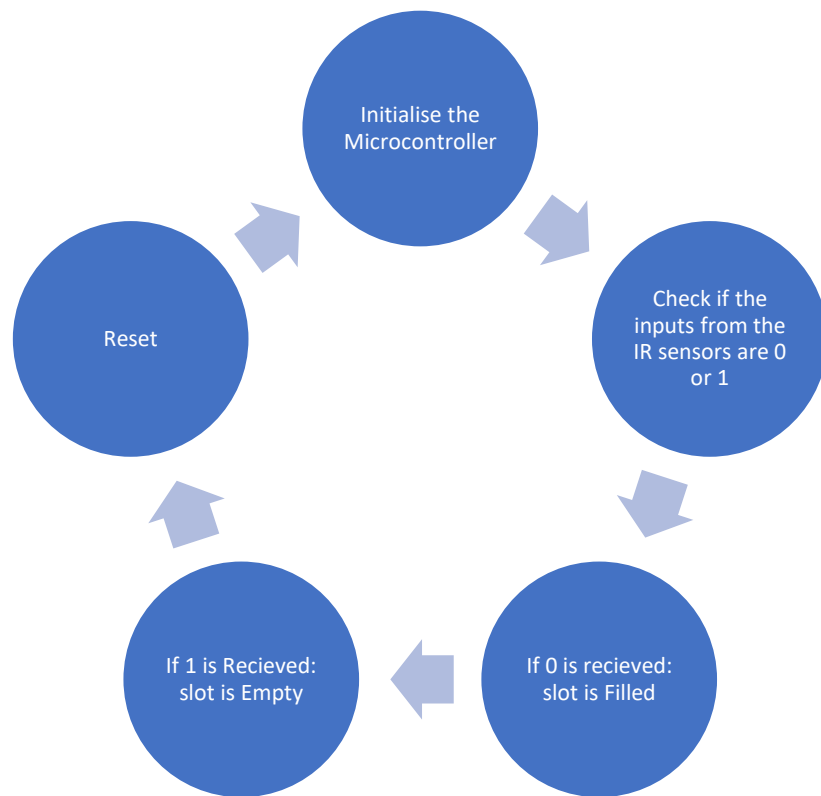 Initialise the
Microcontroller
Check if the
inputs from the
IR sensors are 0
or 1
If 0 is recieved:
slot is Filled
If 1 is Recieved:
slot is Empty
Reset